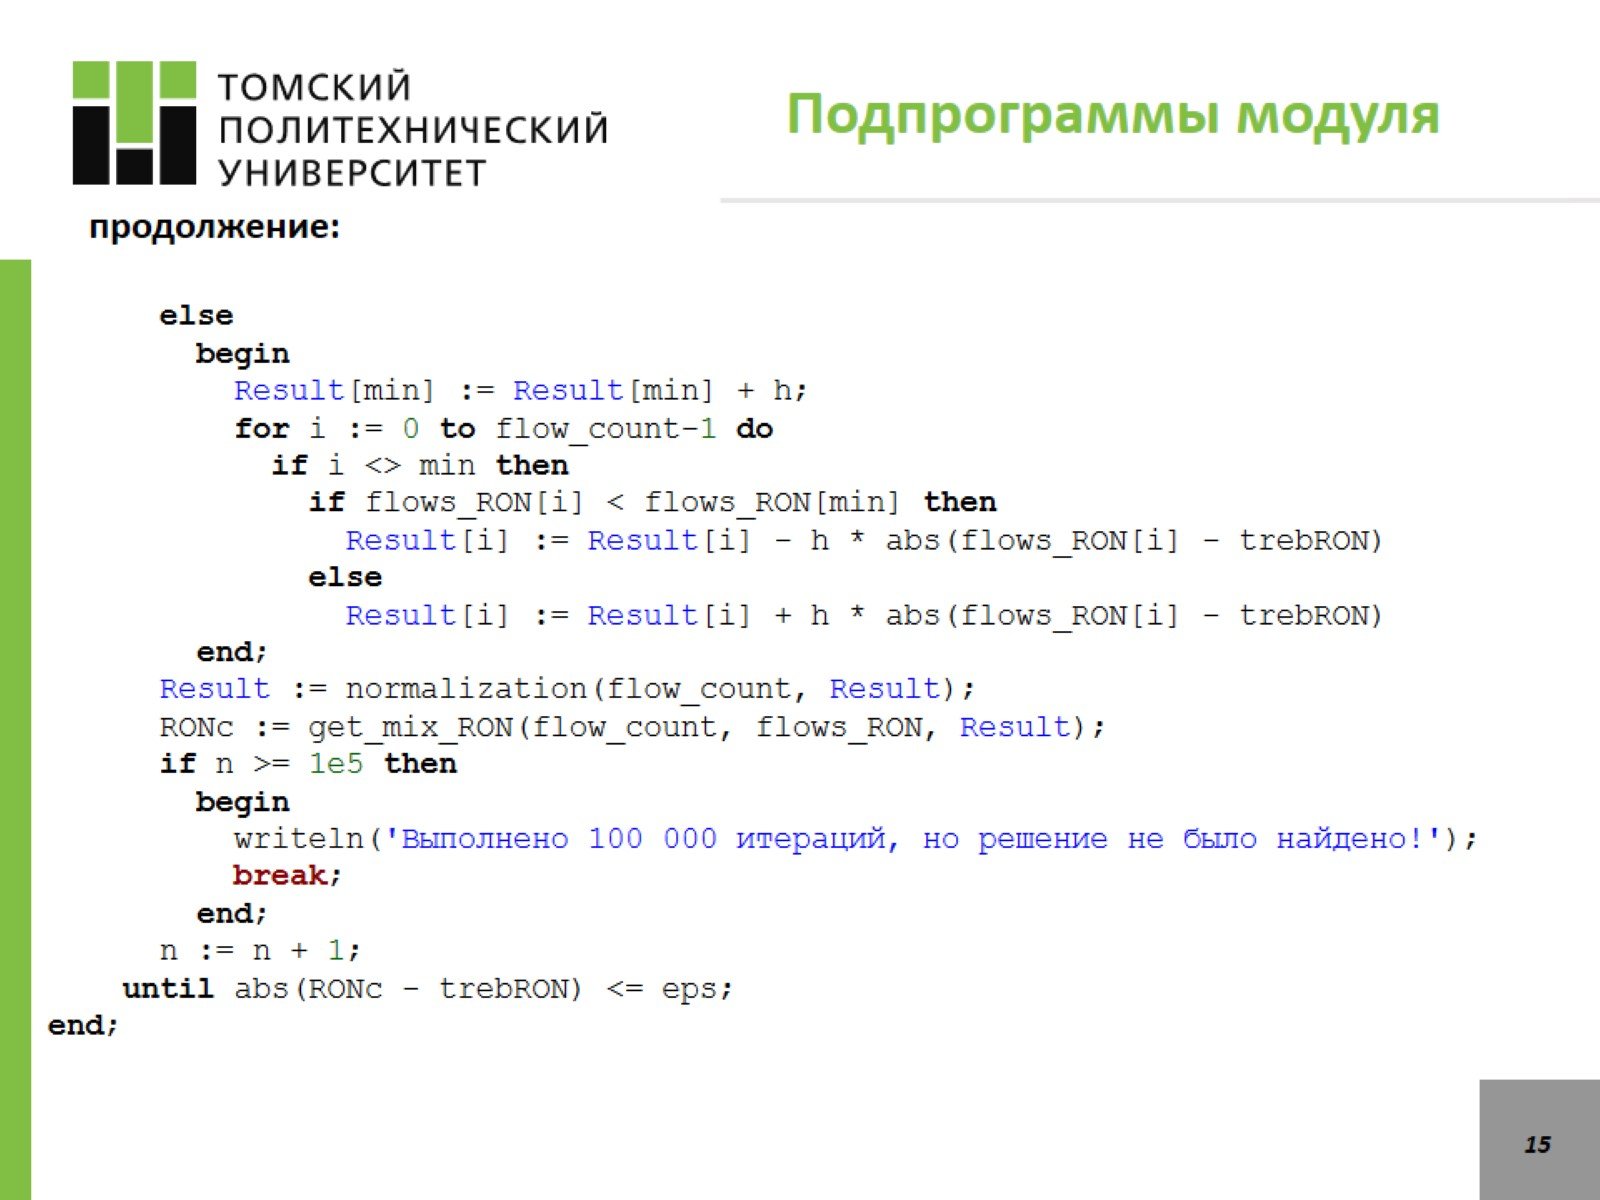 ТОМСКИЙ
ПОЛИТЕХНИЧЕСКИЙ
УНИВЕРСИТЕТ
Подпрограммы модуля
продолжение:
else
begin
Result[min] := Result[min] + h;
for i := 0 to flow_count-1 do
if i <> min then
if flows_RON[i] < flows_RON[min] then
Result[i] := Result[i] - h * abs(flows_RON[i] - trebRON)
else
Result[i] := Result[i] + h * abs(flows_RON[i] - trebRON)
end;
Result := normalization(flow_count, Result);
RONc := get_mix_RON(flow_count, flows_RON, Result);
if n >= 1e5 then
begin
writeln('Выполнено 100 000 итераций, но решение не было найдено!');
break;
end;
n := n + 1;
until abs(RONc - trebRON) <= eps;
end;
15